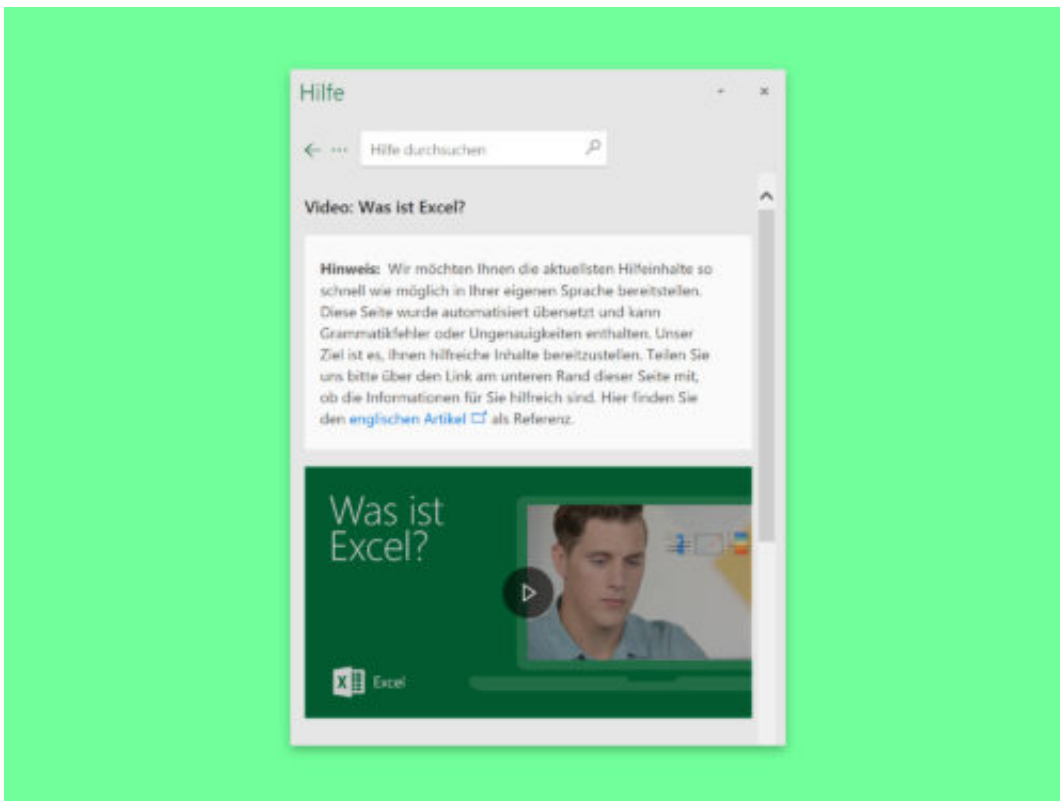 Hilfe
Hilfe durchsuchen
Video: Was ist Excel?
Hinweis: Wir möchten Ihnen die aktuellsten Hilfeinhalte so
schnell wie möglich in Ihrer eigenen Sprache bereitstellen.
Diese Seite wurde automatisiert übersetzt und kann
Grammatikfehler oder Ungenauigkeiten enthalten. Unser
Ziel ist es, Ihnen hilfreiche Inhalte bereitzustellen. Teilen Sie
uns bitte über den Link am unteren Rand dieser Seite mit,
ob die Informationen für Sie hilfreich sind. Hier finden Sie
den englischen Artikel als Referenz.
Was ist
Excel?
X Excel